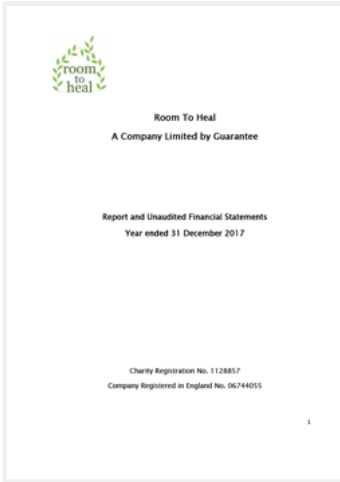 room
to
heal
Room To Heal
A Company Limited by Guarantee
Report and Unaudited Financial Statements
Year ended 31 December 2017
Charity Registration No. 1128857
Company Registered in England No. 06744055
1